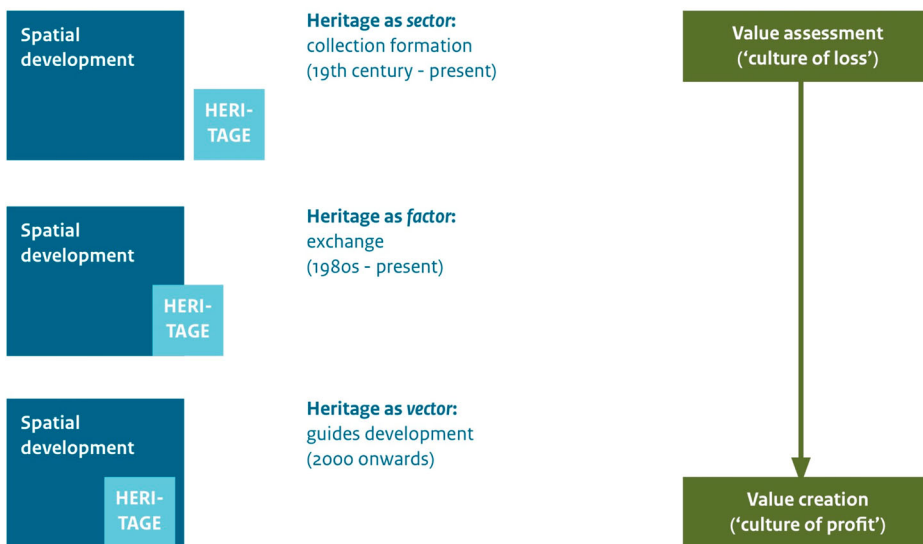 Spatial
development
HERI-
TAGE
Heritage as sector:
collection formation
(19th century - present)
Value assessment
(‘culture of loss’)
Spatial
development
HERI-
TAGE
Heritage as factor:
exchange
(1980s - present)
Spatial
development
HERI-
TAGE
Heritage as vector:
guides development
(2000 onwards)
Value creation
(‘culture of profit’)